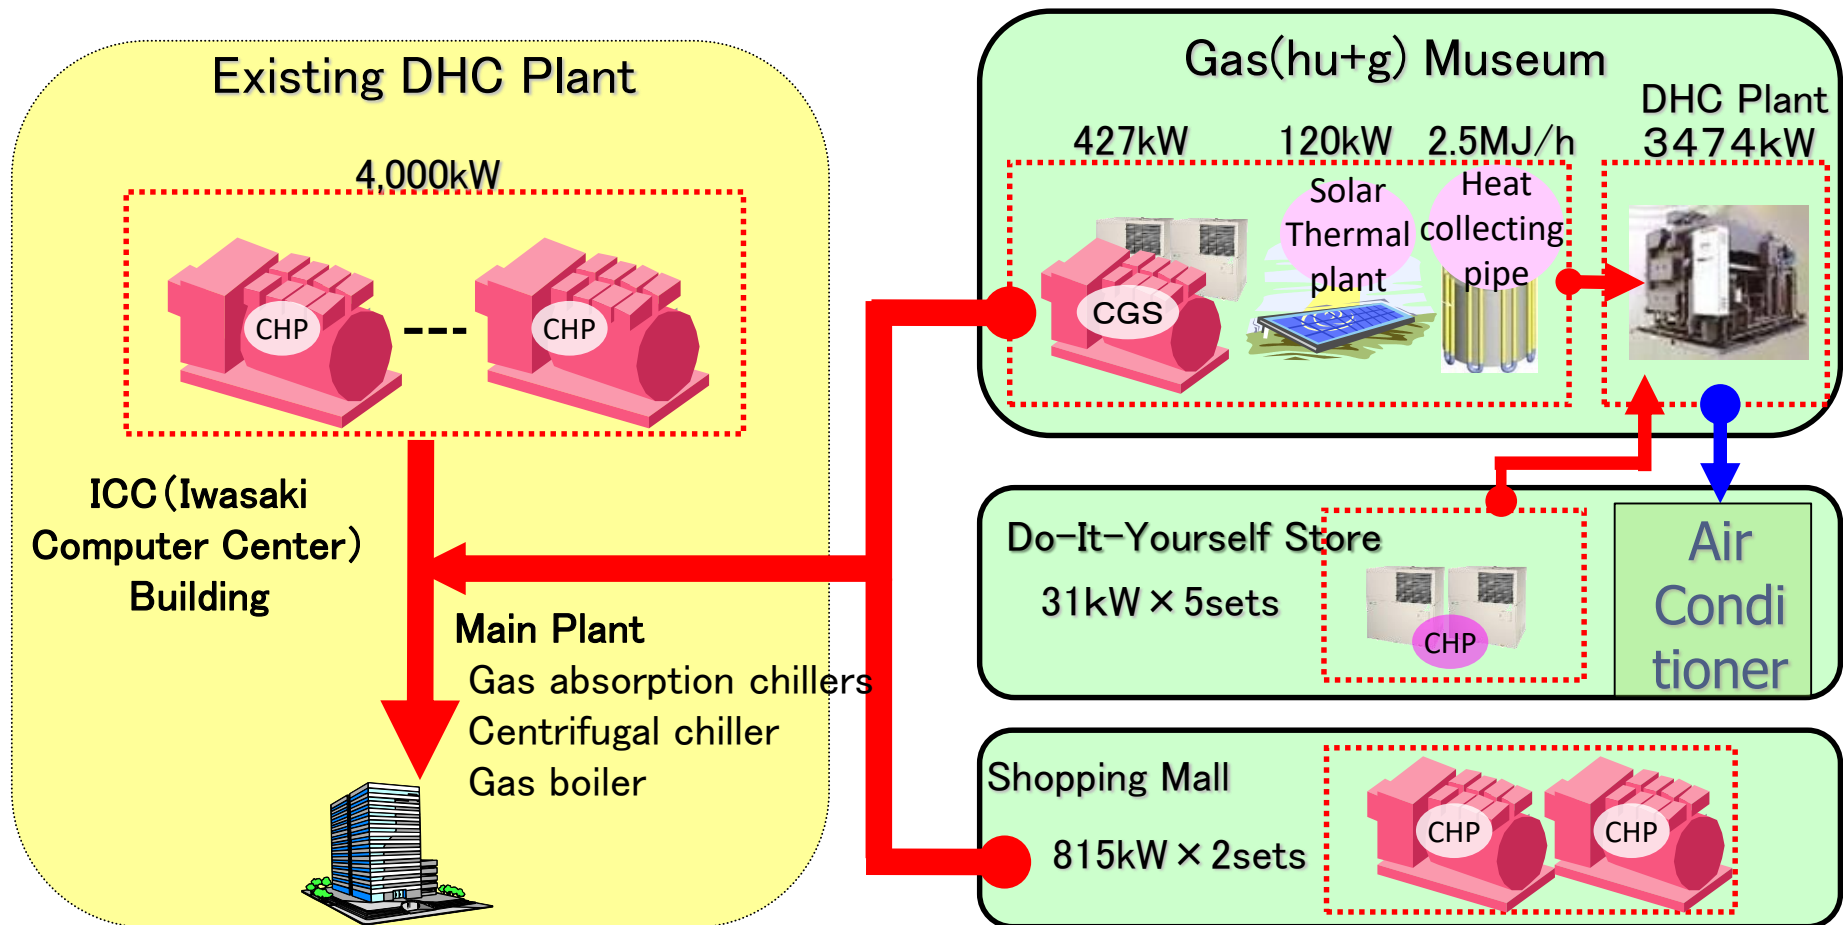 Existing DHC Plant
4,000kW
CHP
CHP
ICC(Iwasaki
Computer Center)
Building
Main Plant
Gas absorption chillers
Centrifugal chiller
Gas boiler
Gas(hu+g) Museum
427kW
120kW
2.5MJ/h
DHC Plant
3474kW
CGS
Solar
Thermal
plant
Heat
collecting
pipe
Do-It-Yourself Store
31kW×5sets
CHP
Air
Condi
tioner
Shopping Mall
815kW×2sets
CHP
CHP